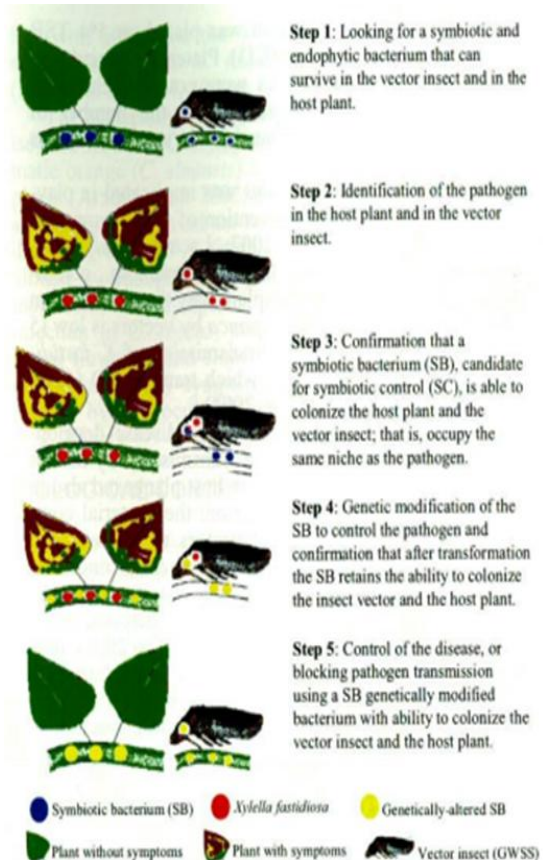 Step 1: Looking for a symbiotic and
endophytic bacterium that can
survive in the vector insect and in the
host plant.
Step 2: Identification of the pathogen
in the host plant and in the vector
insect.
Step 3: Confirmation that a
symbiotic bacterium (SB), candidate
for symbiotic control (SC), is able to
colonize the host plant and the
vector insect; that is, occupy the
same niche as the pathogen.
Step 4: Genetic modification of the
SB to control the pathogen and
confirmation that after transformation
the SB retains the ability to colonize
the insect vector and the host plant.
Step 5: Control of the disease, or
blocking pathogen transmission
using a SB genetically modified
bacterium with ability to colonize the
vector insect and the host plant.
Symbiotic bacterium (SB) Xylella fastidiosa Genetically-altered SB
Plant without symptoms Plant with symptoms Vector insect (GWSS)